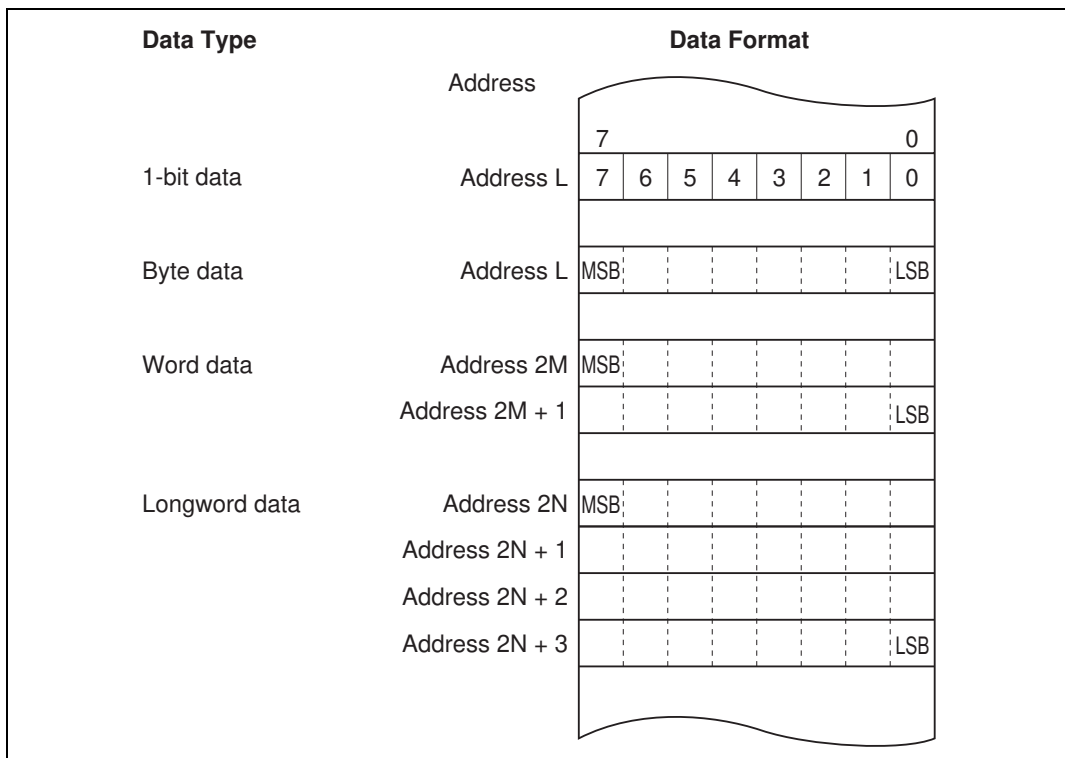 Data Type Data Format
Address
7 0
1-bit data Address L 7 6 5 4 3 2 1 0
Byte data Address L MSB LSB
Word data Address 2M MSB
Address 2M + 1 LSB
Longword data Address 2N MSB
Address 2N + 1
Address 2N + 2
Address 2N + 3 LSB